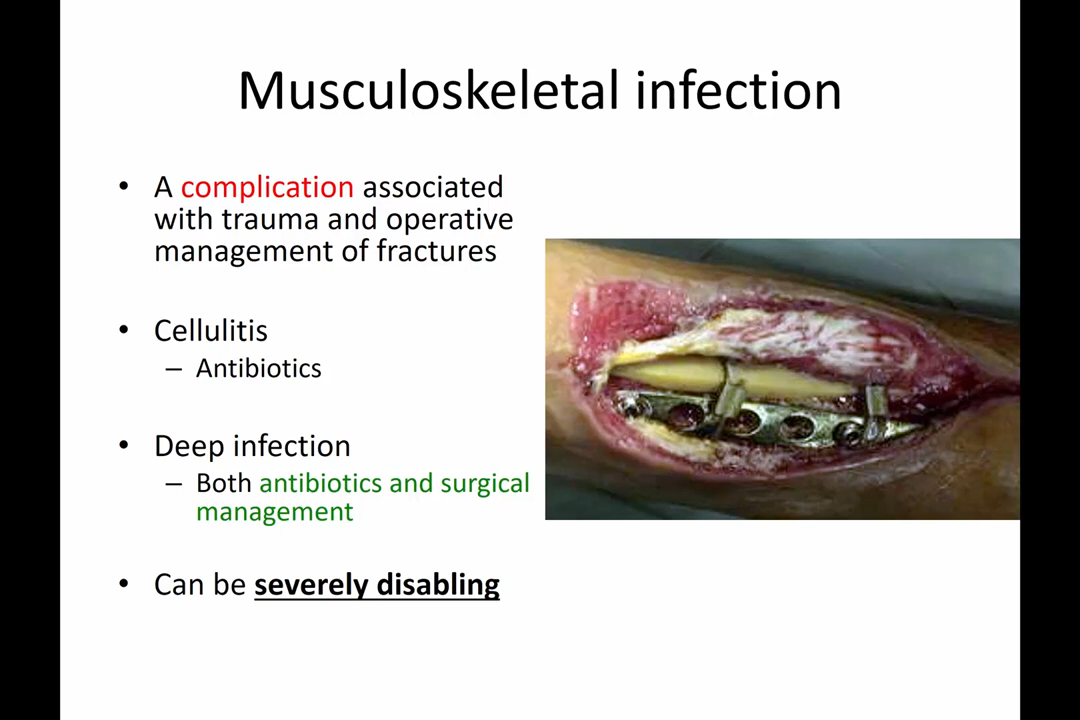 Musculoskeletal infection
• A complication associated
with trauma and operative
management of fractures
• Cellulitis
– Antibiotics
• Deep infection
– Both antibiotics and surgical
management
• Can be severely disabling